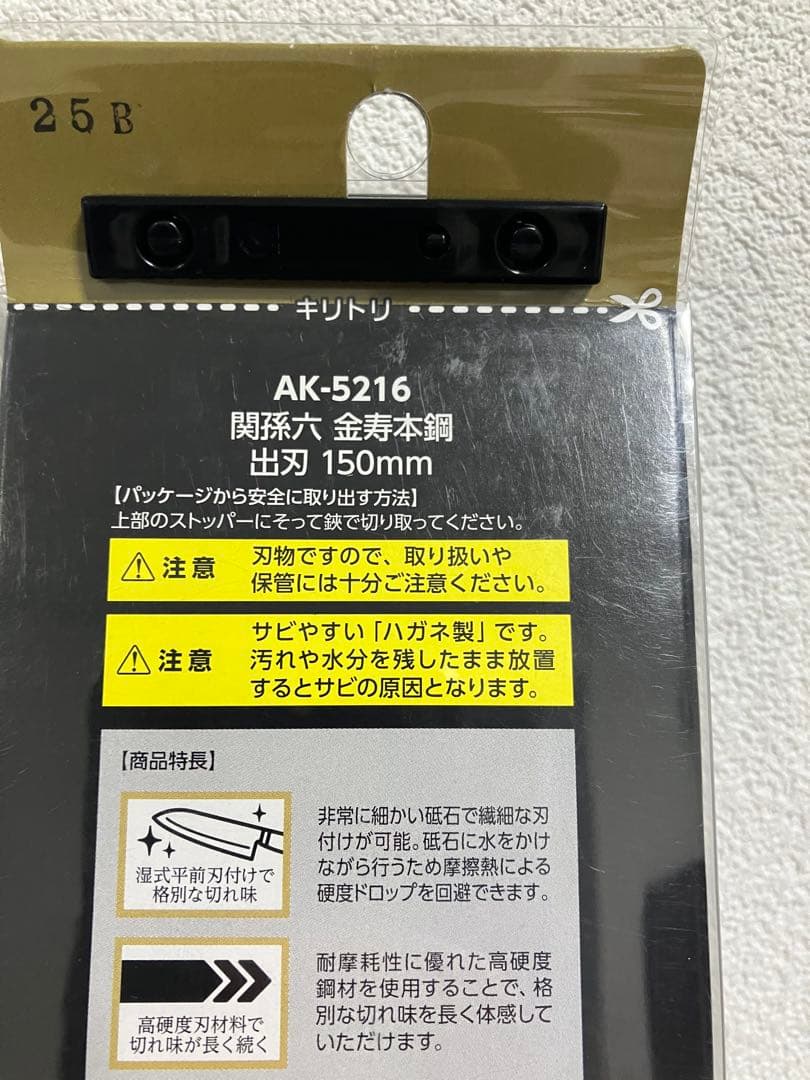 25B
キリトリ
AK-5216
関孫六 金寿本鋼
出刃 150mm
【パッケージから安全に取り出す方法】
上部のストッパーにそって鋏で切り取ってください。
注意
刃物ですので、取り扱いや
保管には十分ご注意ください。
注意
サビやすい「ハガネ製」です。
汚れや水分を残したまま放置
するとサビの原因となります。
【商品特長】
湿式平前刃付けで
格別な切れ味
非常に細かい砥石で繊細な刃
付けが可能。砥石に水をかけ
ながら行うため摩擦熱による
硬度ドロップを回避できます。
高硬度刃材料で
切れ味が長く続く
耐摩耗性に優れた高硬度
鋼材を使用することで、格
別な切れ味を長く体感して
いただけます。